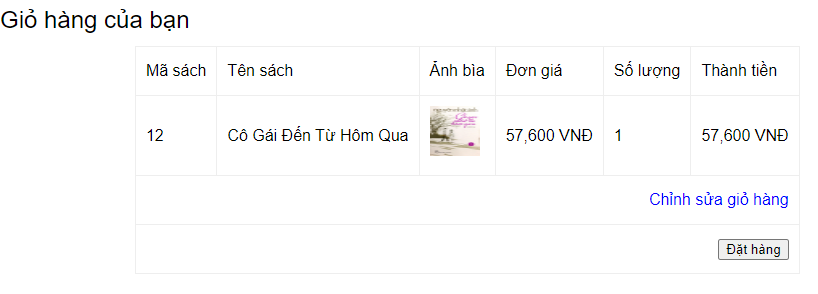 Giỏ hàng của bạn
Mã sách Tên sách Ảnh bìa Đơn giá Số lượng Thành tiền
12 Cô Gái Đến Từ Hôm Qua 57,600 VNĐ 1 57,600 VNĐ
Chỉnh sửa giỏ hàng
Đặt hàng